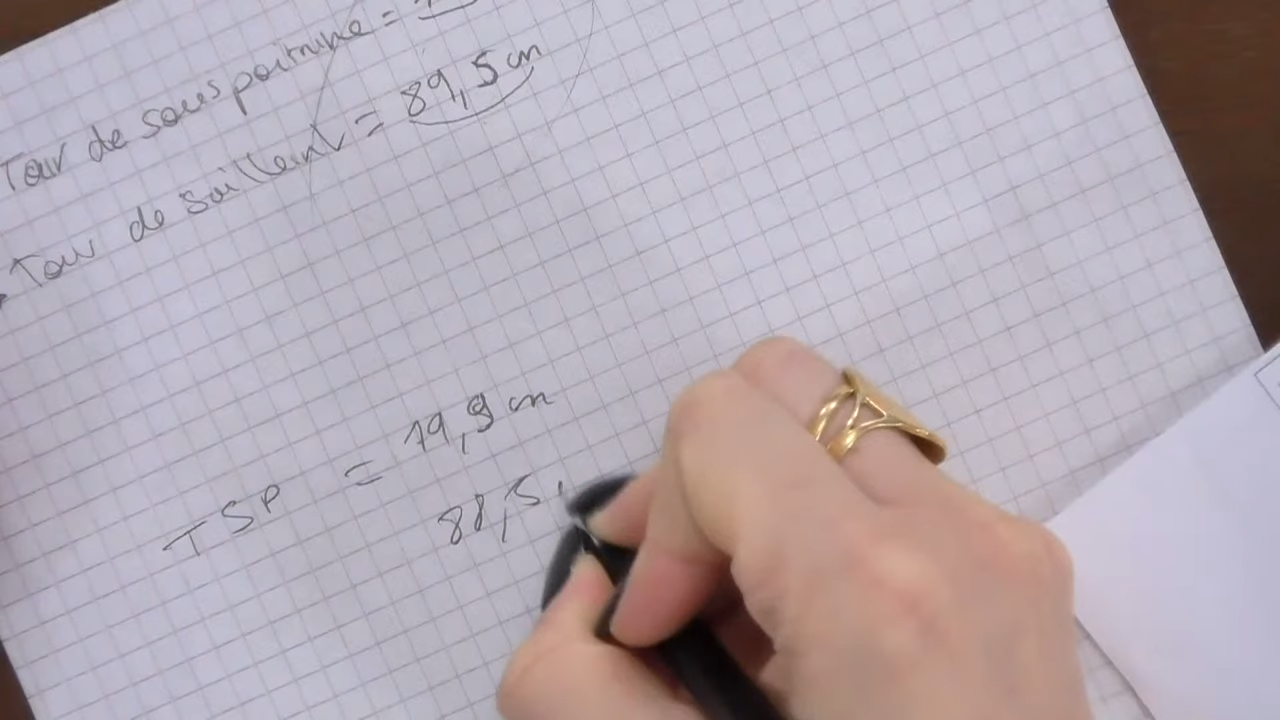 Tour de sous poitrine =
Tour de saillant = 89,5 cm
TSP = 79,9 cm
88,5